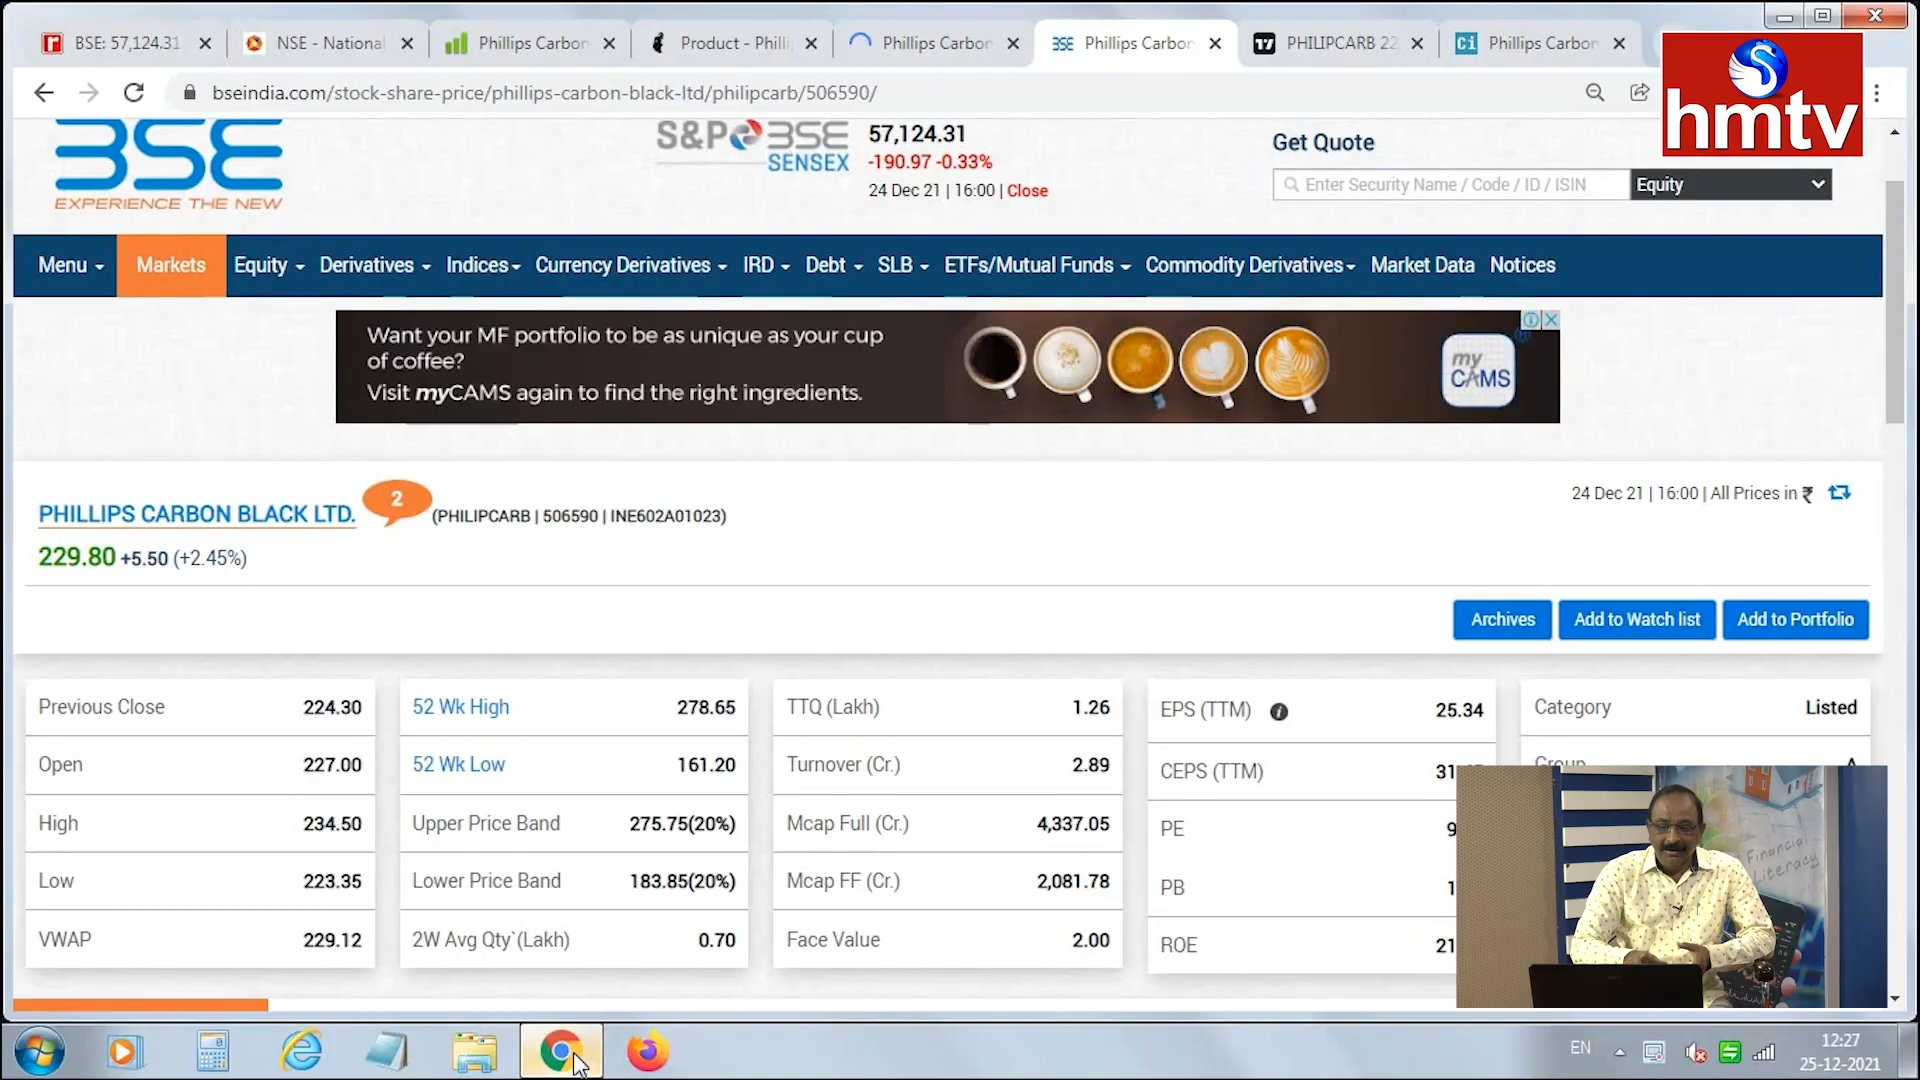 BSE: 57,124.31
NSE - National
Phillips Carbon
Product - Philli
Phillips Carbon
Phillips Carbon
PHILIPCARB 22
Phillips Carbon
bseindia.com/stock-share-price/phillips-carbon-black-ltd/philipcarb/506590/
hmtv
BSE
EXPERIENCE THE NEW
S&P BSE
SENSEX
57,124.31
-190.97 -0.33%
24 Dec 21 | 16:00 | Close
Get Quote
Enter Security Name / Code / ID / ISIN
Equity
Menu Markets Equity Derivatives Indices Currency Derivatives IRD Debt SLB ETFs/Mutual Funds Commodity Derivatives Market Data Notices
Want your MF portfolio to be as unique as your cup
of coffee?
Visit myCAMS again to find the right ingredients.
my
CAMS
PHILLIPS CARBON BLACK LTD. 2 (PHILIPCARB | 506590 | INE602A01023)
24 Dec 21 | 16:00 | All Prices in ₹
229.80 +5.50 (+2.45%)
Archives Add to Watch list Add to Portfolio
Previous Close 224.30
Open 227.00
High 234.50
Low 223.35
VWAP 229.12
52 Wk High 278.65
52 Wk Low 161.20
Upper Price Band 275.75(20%)
Lower Price Band 183.85(20%)
2W Avg Qty`(Lakh) 0.70
TTQ (Lakh) 1.26
Turnover (Cr.) 2.89
Mcap Full (Cr.) 4,337.05
Mcap FF (Cr.) 2,081.78
Face Value 2.00
EPS (TTM) 25.34
CEPS (TTM) 31
PE 9
PB 1
ROE 21
Category Listed
Group A
Financial
Literacy
EN
12:27
25-12-2021